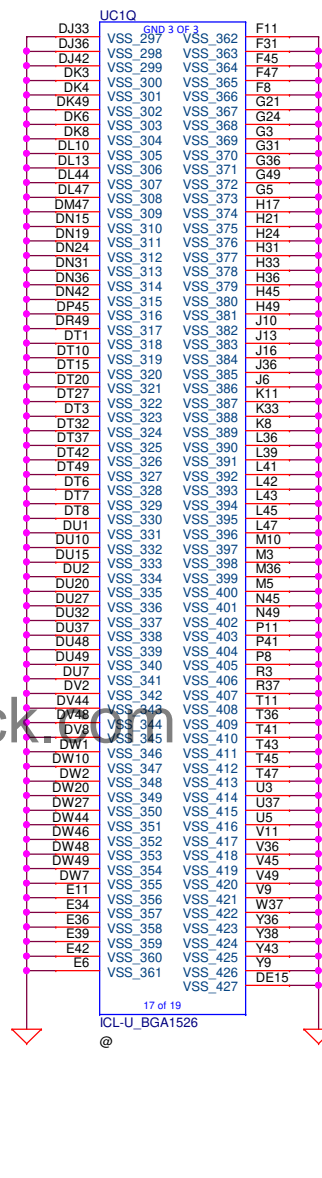 UC1Q
GND 3 OF 3
DJ33 VSS_297 VSS_362 F11
DJ36 VSS_298 VSS_363 F31
DJ42 VSS_299 VSS_364 F45
DK3 VSS_300 VSS_365 F47
DK4 VSS_301 VSS_366 F8
DK49 VSS_302 VSS_367 G21
DK6 VSS_303 VSS_368 G24
DK8 VSS_304 VSS_369 G3
DL10 VSS_305 VSS_370 G31
DL13 VSS_306 VSS_371 G36
DL44 VSS_307 VSS_372 G49
DL47 VSS_308 VSS_373 G5
DM47 VSS_309 VSS_374 H17
DN15 VSS_310 VSS_375 H21
DN19 VSS_311 VSS_376 H24
DN24 VSS_312 VSS_377 H31
DN31 VSS_313 VSS_378 H33
DN36 VSS_314 VSS_379 H36
DN42 VSS_315 VSS_380 H45
DP45 VSS_316 VSS_381 H49
DR49 VSS_317 VSS_382 J10
DT1 VSS_318 VSS_383 J13
DT10 VSS_319 VSS_384 J16
DT15 VSS_320 VSS_385 J36
DT20 VSS_321 VSS_386 J6
DT27 VSS_322 VSS_387 K11
DT3 VSS_323 VSS_388 K33
DT32 VSS_324 VSS_389 K8
DT37 VSS_325 VSS_390 L36
DT42 VSS_326 VSS_391 L39
DT49 VSS_327 VSS_392 L41
DT6 VSS_328 VSS_393 L42
DT7 VSS_329 VSS_394 L43
DT8 VSS_330 VSS_395 L45
DU1 VSS_331 VSS_396 L47
DU10 VSS_332 VSS_397 M10
DU15 VSS_333 VSS_398 M3
DU2 VSS_334 VSS_399 M36
DU20 VSS_335 VSS_400 M5
DU27 VSS_336 VSS_401 N45
DU32 VSS_337 VSS_402 N49
DU37 VSS_338 VSS_403 P11
DU48 VSS_339 VSS_404 P41
DU49 VSS_340 VSS_405 P8
DU7 VSS_341 VSS_406 R3
DV2 VSS_342 VSS_407 R37
DV44 VSS_343 VSS_408 T11
DV48 VSS_344 VSS_409 T36
DV8 VSS_345 VSS_410 T41
ck.com
DW1 VSS_346 VSS_411 T43
DW10 VSS_347 VSS_412 T45
DW2 VSS_348 VSS_413 T47
DW20 VSS_349 VSS_414 U3
DW27 VSS_350 VSS_415 U37
DW44 VSS_351 VSS_416 U5
DW46 VSS_352 VSS_417 V11
DW48 VSS_353 VSS_418 V36
DW49 VSS_354 VSS_419 V45
DW7 VSS_355 VSS_420 V49
E11 VSS_356 VSS_421 V9
E34 VSS_357 VSS_422 W37
E36 VSS_358 VSS_423 Y36
E39 VSS_359 VSS_424 Y38
E42 VSS_360 VSS_425 Y43
E6 VSS_361 VSS_426 Y9
VSS_427 DE15
17 of 19
ICL-U_BGA1526
@